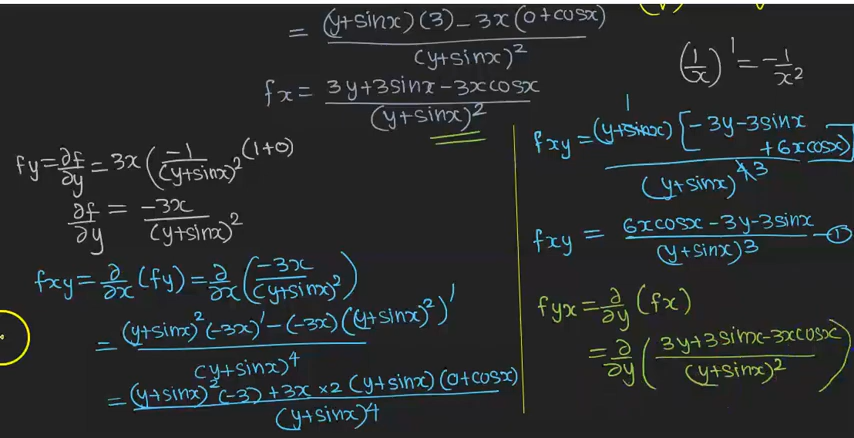 = (y+sinx)(3) - 3x(0+cosx) / (y+sinx)²
fx = 3y+3sinx-3xcosx / (y+sinx)²
fy = ∂f/∂y = 3x(-1/(y+sinx)² (1+0)
∂f/∂y = -3x / (y+sinx)²
fxy = ∂/∂x (fy) = ∂/∂x (-3x / (y+sinx)²)
= (y+sinx)²(-3x)' - (-3x)((y+sinx)²)' / (y+sinx)⁴
= (y+sinx)²(-3) + 3x × 2(y+sinx)(0+cosx) / (y+sinx)⁴
(1/x)' = -1/x²
fxy = (y+sinx)[-3y-3sinx + 6xcosx] / (y+sinx)⁴ 3
fxy = 6xcosx - 3y - 3sinx / (y+sinx)3 — ①
fyx = ∂/∂y (fx)
= ∂/∂y (3y+3sinx-3xcosx / (y+sinx)²)